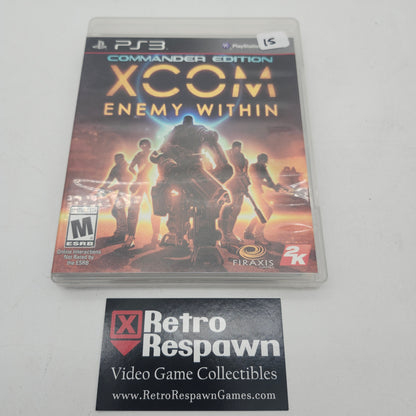 PS3
PlayStation
15
COMMANDER EDITION
XCOM
ENEMY WITHIN
M
ESRB
Online Interactions
Not Rated by
the ESRB
FIRAXIS
2K
Retro
Respawn
Video Game Collectibles
www.RetroRespawnGames.com